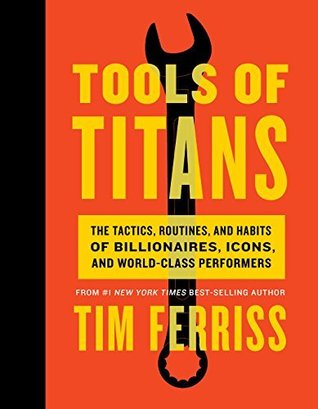 TOOLS OF
TITANS
THE TACTICS, ROUTINES, AND HABITS
OF BILLIONAIRES, ICONS,
AND WORLD-CLASS PERFORMERS
FROM #1 NEW YORK TIMES BEST-SELLING AUTHOR
TIM FERRISS